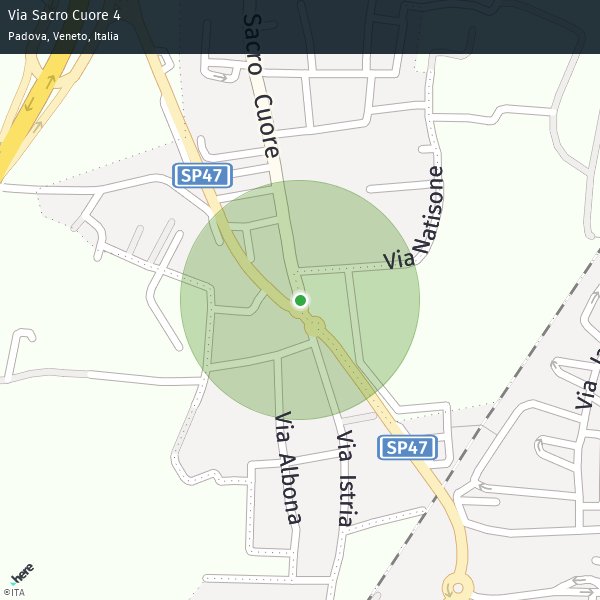 Via Sacro Cuore 4
Padova, Veneto, Italia
Sacro Cuore
SP47
Via Natisone
Via
SP47
Via Albona
Via Istria
here
©ITA